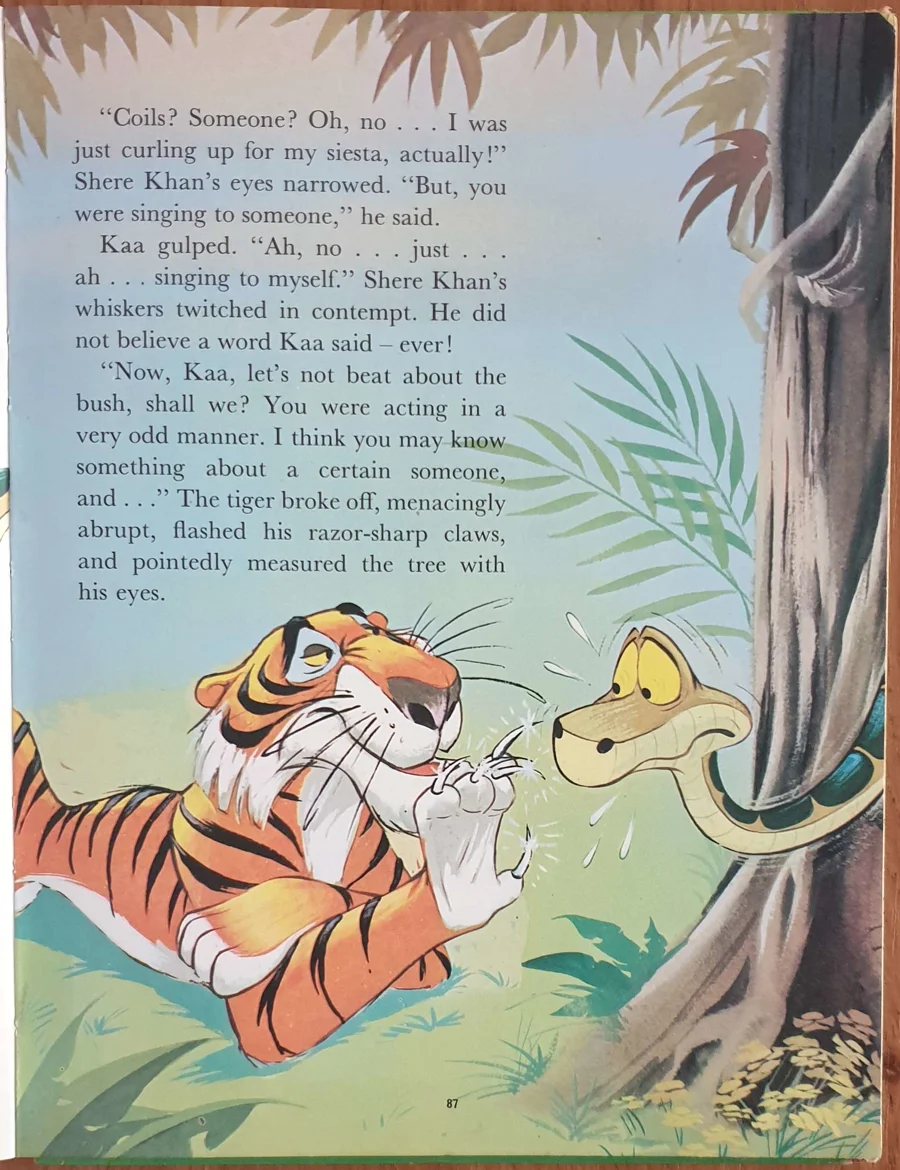 “Coils? Someone? Oh, no . . . I was
just curling up for my siesta, actually!”
Shere Khan’s eyes narrowed. “But, you
were singing to someone,” he said.
Kaa gulped. “Ah, no . . . just . . .
ah . . . singing to myself.” Shere Khan’s
whiskers twitched in contempt. He did
not believe a word Kaa said – ever!
“Now, Kaa, let’s not beat about the
bush, shall we? You were acting in a
very odd manner. I think you may know
something about a certain someone,
and . . .” The tiger broke off, menacingly
abrupt, flashed his razor-sharp claws,
and pointedly measured the tree with
his eyes.
87